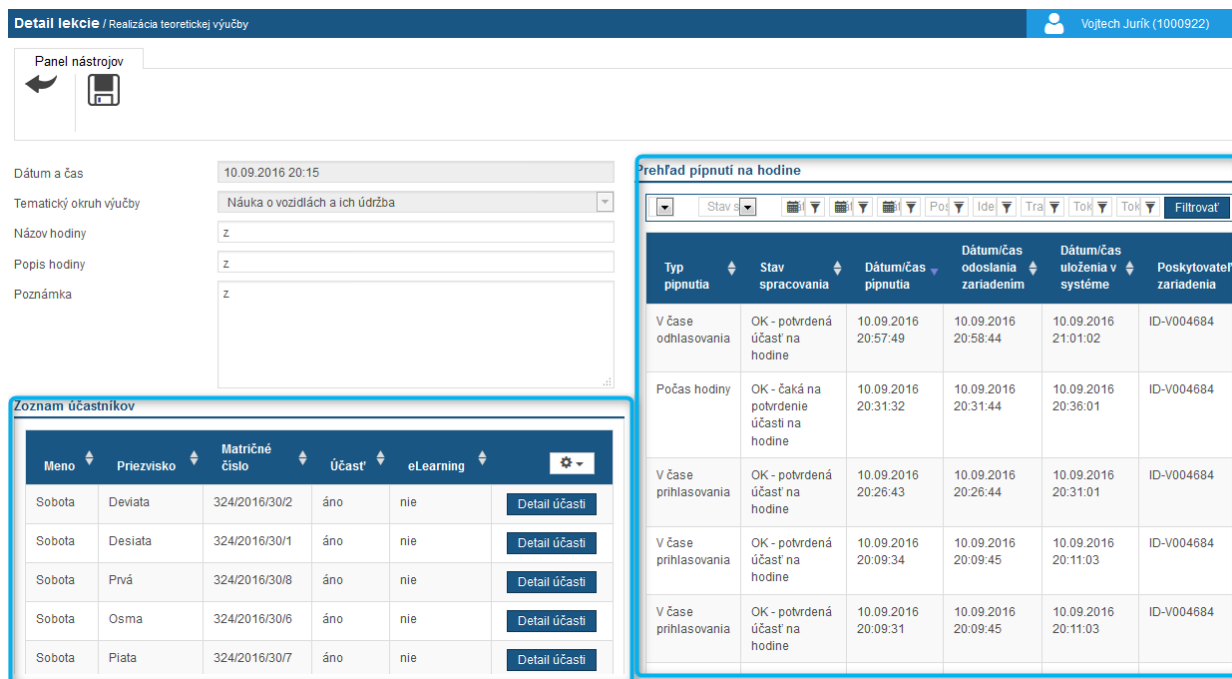 Detail lekcie / Realizácia teoretickej výučby
Vojtech Jurík (1000922)
Panel nástrojov
Dátum a čas
10.09.2016 20:15
Tematický okruh výučby
Náuka o vozidlách a ich údržba
Názov hodiny
z
Popis hodiny
z
Poznámka
z
Zoznam účastníkov
Meno Priezvisko Matričné číslo Účasť eLearning
Sobota Deviata 324/2016/30/2 áno nie Detail účasti
Sobota Desiata 324/2016/30/1 áno nie Detail účasti
Sobota Prvá 324/2016/30/8 áno nie Detail účasti
Sobota Osma 324/2016/30/6 áno nie Detail účasti
Sobota Piata 324/2016/30/7 áno nie Detail účasti
Prehľad pípnutí na hodine
Stav s Pos Ide Tra Tok Tok Filtrovať
Typ pipnutia Stav spracovania Dátum/čas pipnutia Dátum/čas odoslania zariadením Dátum/čas uloženia v systéme Poskytovateľ zariadenia
V čase odhlasovania OK - potvrdená účasť na hodine 10.09.2016 20:57:49 10.09.2016 20:58:44 10.09.2016 21:01:02 ID-V004684
Počas hodiny OK - čaká na potvrdenie účasti na hodine 10.09.2016 20:31:32 10.09.2016 20:31:44 10.09.2016 20:36:01 ID-V004684
V čase prihlasovania OK - potvrdená účasť na hodine 10.09.2016 20:26:43 10.09.2016 20:26:44 10.09.2016 20:31:01 ID-V004684
V čase prihlasovania OK - potvrdená účasť na hodine 10.09.2016 20:09:34 10.09.2016 20:09:45 10.09.2016 20:11:03 ID-V004684
V čase prihlasovania OK - potvrdená účasť na hodine 10.09.2016 20:09:31 10.09.2016 20:09:45 10.09.2016 20:11:03 ID-V004684